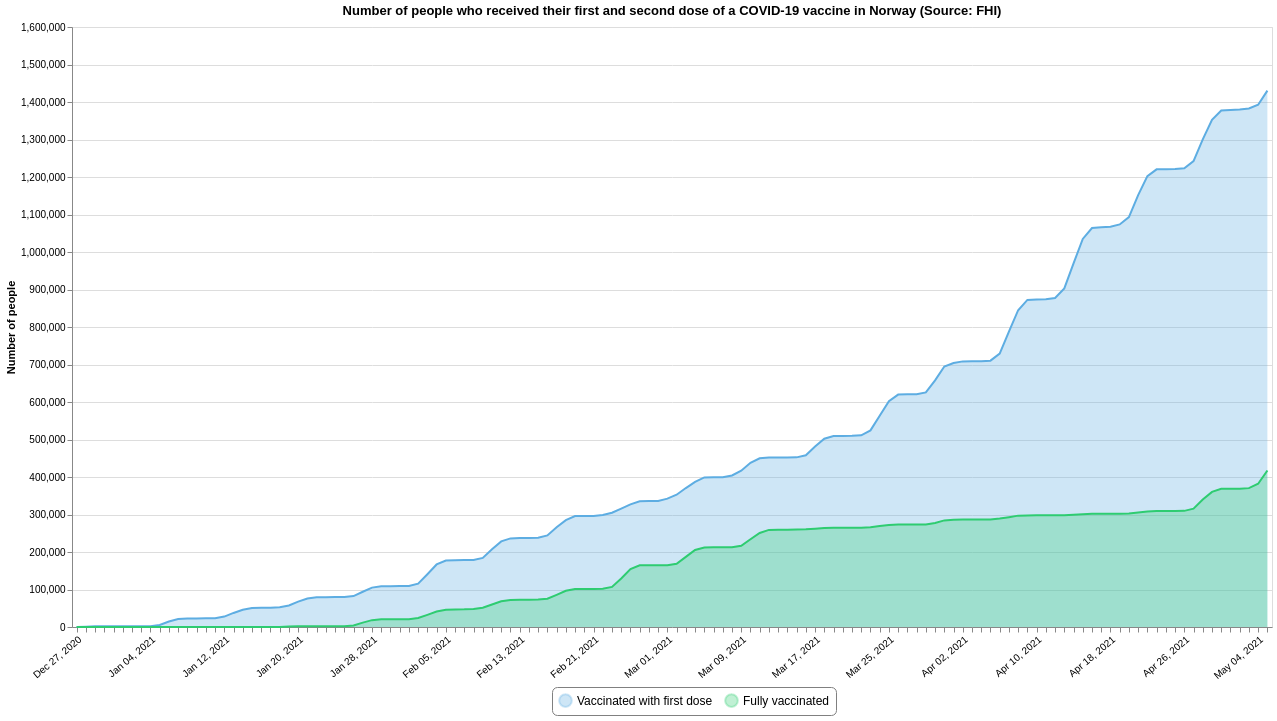 Number of people who received their first and second dose of a COVID-19 vaccine in Norway (Source: FHI)
1,600,000
1,500,000
1,400,000
1,300,000
1,200,000
1,100,000
1,000,000
900,000
800,000
700,000
600,000
500,000
400,000
300,000
200,000
100,000
0
Number of people
Dec 27, 2020
Jan 04, 2021
Jan 12, 2021
Jan 20, 2021
Jan 28, 2021
Feb 05, 2021
Feb 13, 2021
Feb 21, 2021
Mar 01, 2021
Mar 09, 2021
Mar 17, 2021
Mar 25, 2021
Apr 02, 2021
Apr 10, 2021
Apr 18, 2021
Apr 26, 2021
May 04, 2021
Vaccinated with first dose
Fully vaccinated